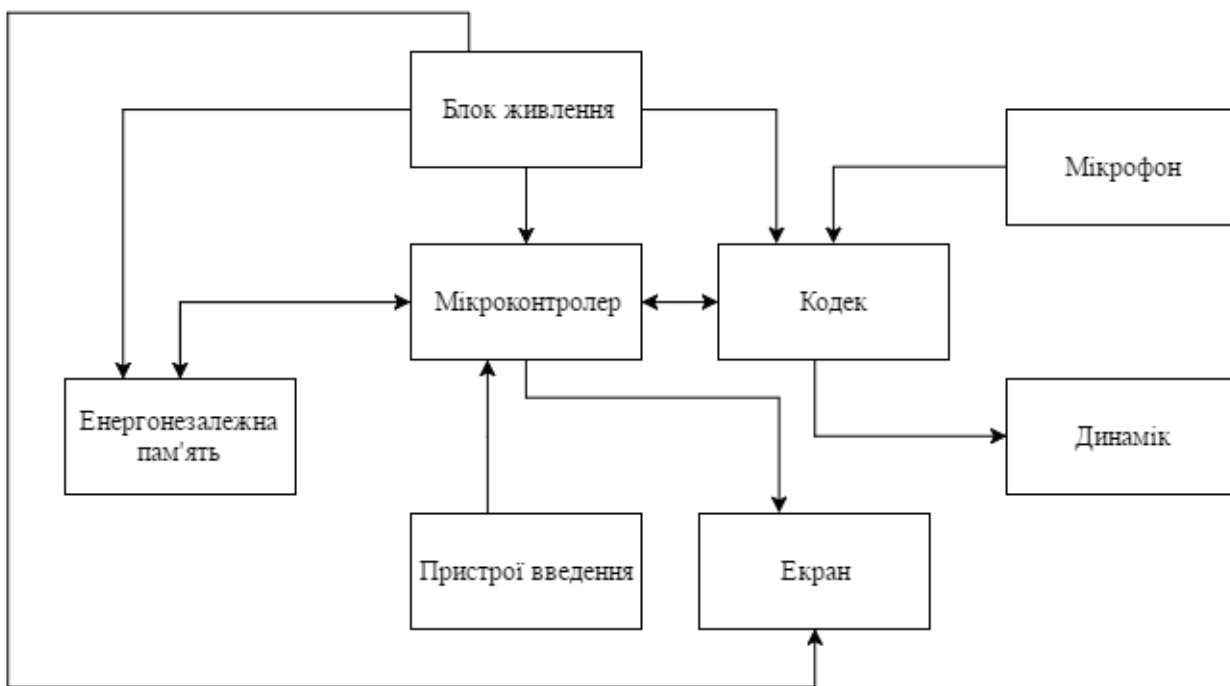 Блок живлення
Мікрофон
Мікроконтролер
Кодек
Енергонезалежна
пам'ять
Динамік
Пристрої введення
Екран